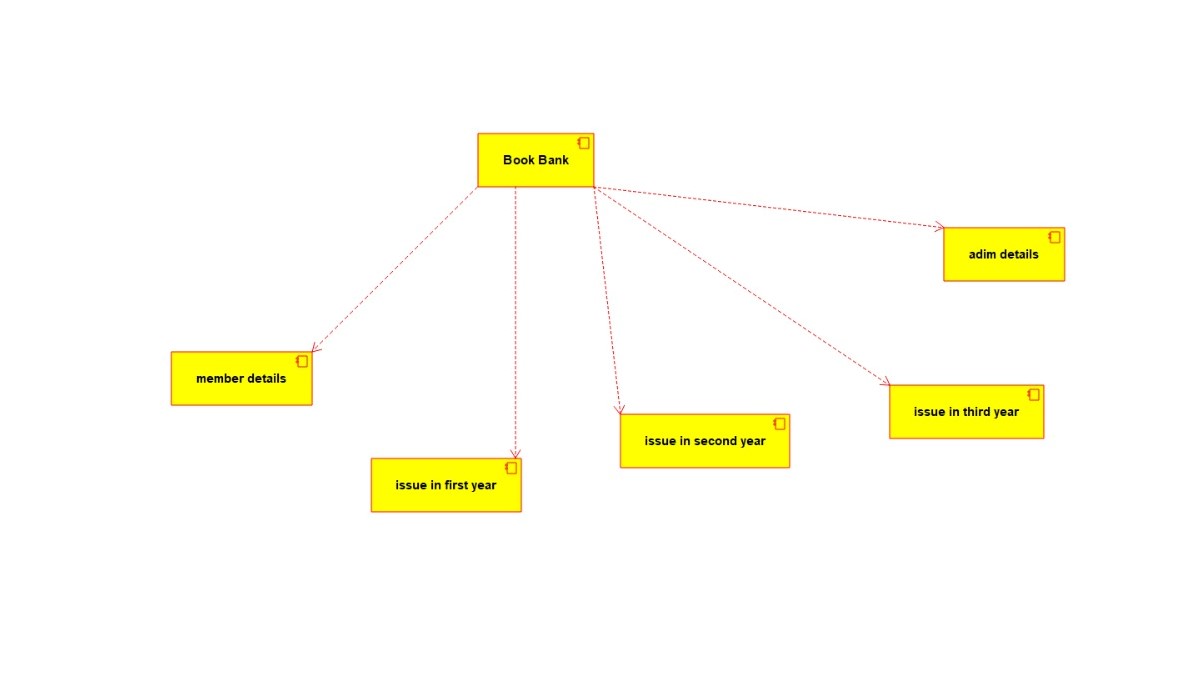 Book Bank
adim details
member details
issue in third year
issue in second year
issue in first year